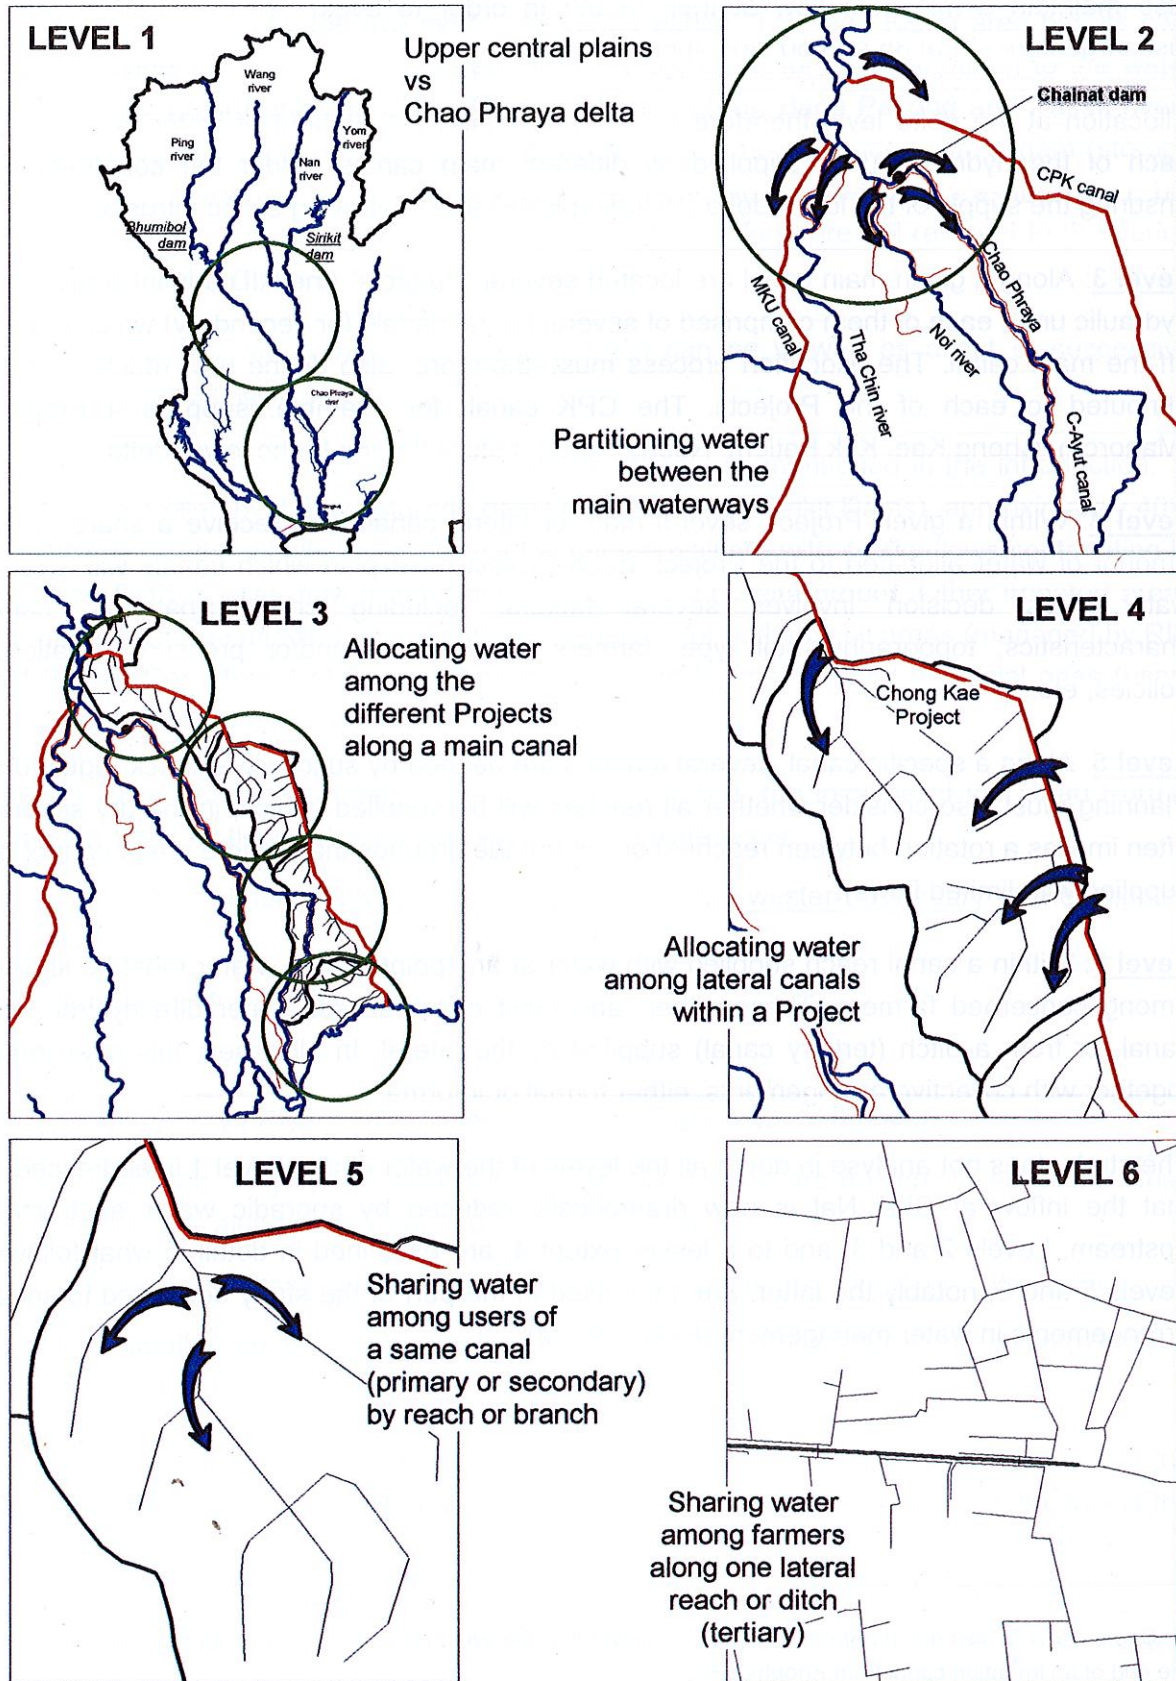 LEVEL 1
Upper central plains
vs
Chao Phraya delta
Wang
river
Ping
river
Yom
river
Nan
river
Bhumibol
dam
Sirikit
dam
Chao Phraya
river
LEVEL 2
Chainat dam
CPK canal
MKU canal
Tha Chin river
Noi river
Chao Phraya
C-Ayut canal
Partitioning water
between the
main waterways
LEVEL 3
Allocating water
among the
different Projects
along a main canal
LEVEL 4
Chong Kae
Project
Allocating water
among lateral canals
within a Project
LEVEL 5
Sharing water
among users of
a same canal
(primary or secondary)
by reach or branch
LEVEL 6
Sharing water
among farmers
along one lateral
reach or ditch
(tertiary)